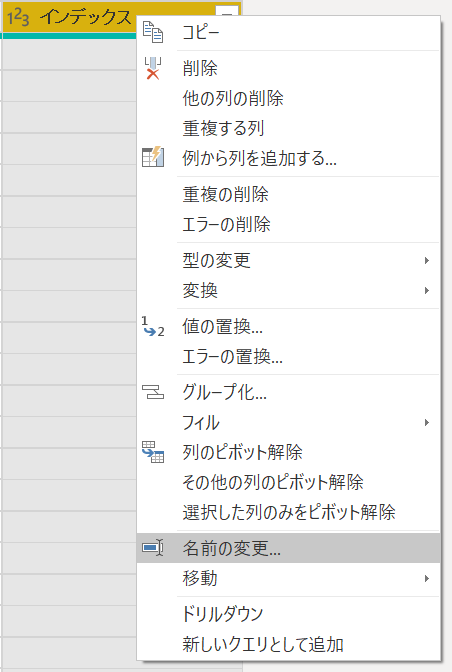 123 インデックス
コピー
削除
他の列の削除
重複する列
例から列を追加する...
重複の削除
エラーの削除
型の変更
変換
1 2 値の置換...
エラーの置換...
グループ化...
フィル
列のピボット解除
その他の列のピボット解除
選択した列のみをピボット解除
名前の変更...
移動
ドリルダウン
新しいクエリとして追加